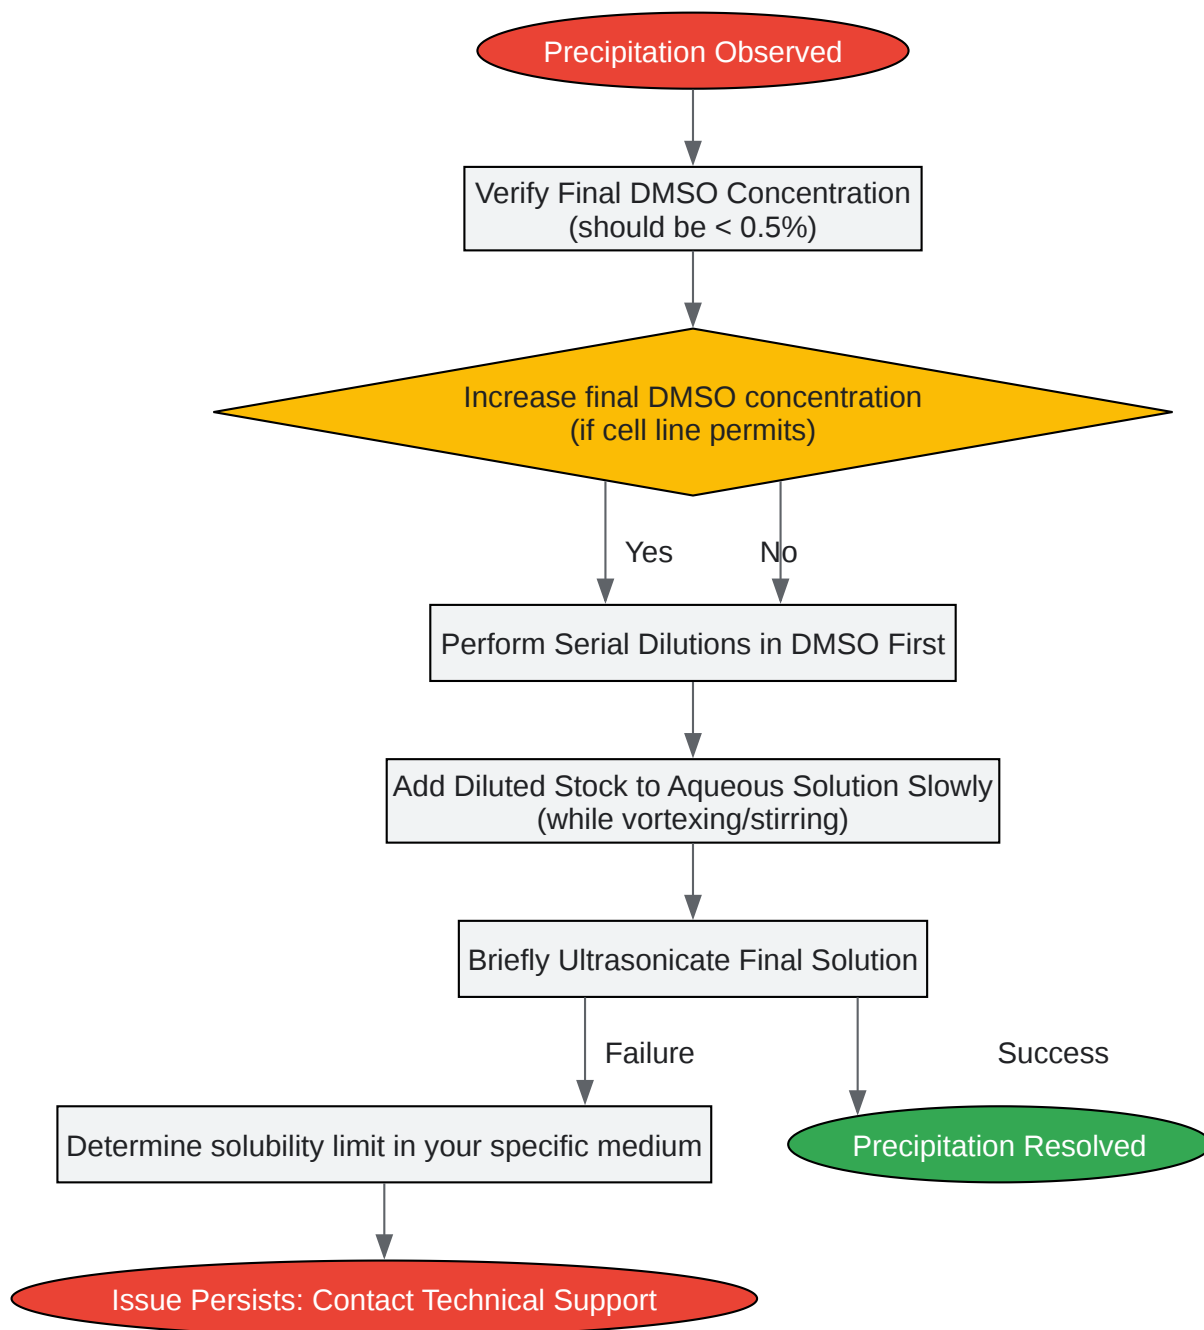 Precipitation Observed
Verify Final DMSO Concentration
(should be < 0.5%)
Increase final DMSO concentration
(if cell line permits)
Yes
No
Perform Serial Dilutions in DMSO First
Add Diluted Stock to Aqueous Solution Slowly
(while vortexing/stirring)
Briefly Ultrasonicate Final Solution
Failure
Success
Determine solubility limit in your specific medium
Precipitation Resolved
Issue Persists: Contact Technical Support